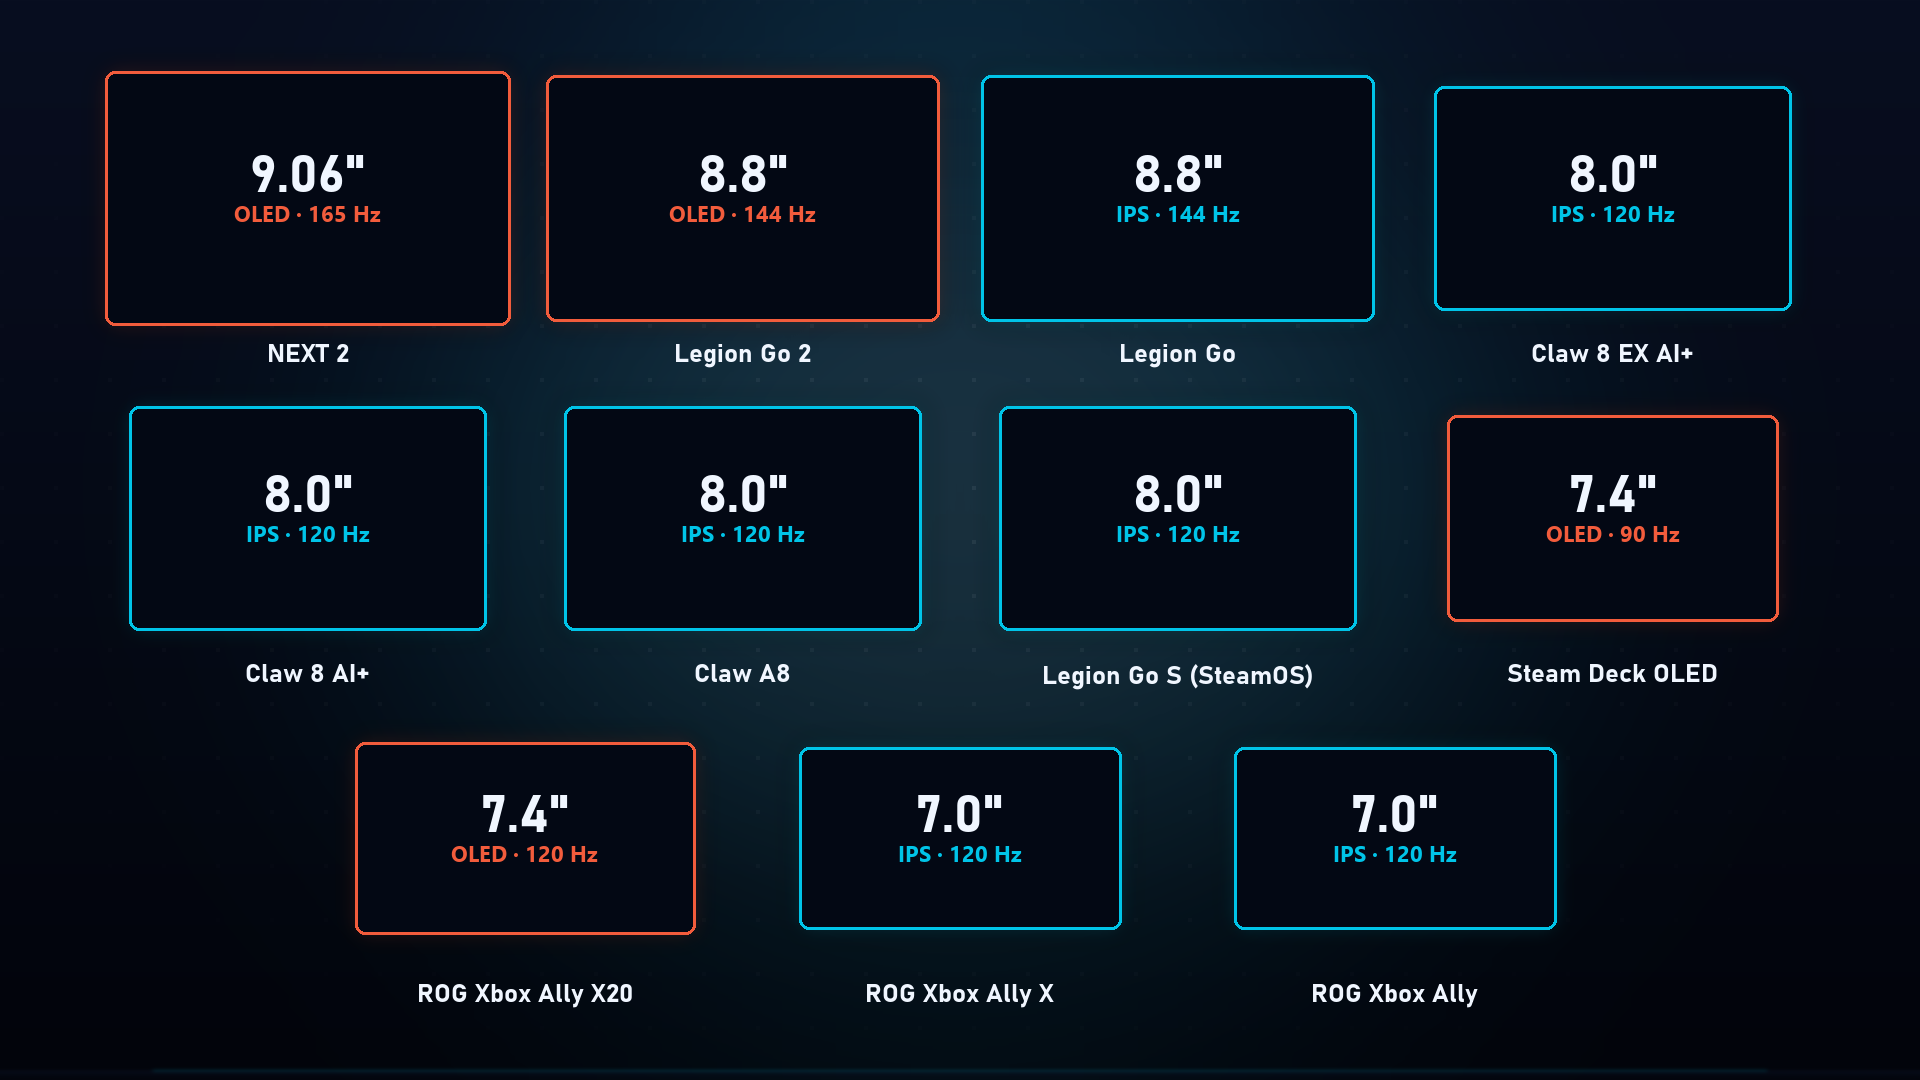 9.06"
OLED · 165 Hz
NEXT 2
8.8"
OLED · 144 Hz
Legion Go 2
8.8"
IPS · 144 Hz
Legion Go
8.0"
IPS · 120 Hz
Claw 8 EX AI+
8.0"
IPS · 120 Hz
Claw 8 AI+
8.0"
IPS · 120 Hz
Claw A8
8.0"
IPS · 120 Hz
Legion Go S (SteamOS)
7.4"
OLED · 90 Hz
Steam Deck OLED
7.4"
OLED · 120 Hz
ROG Xbox Ally X20
7.0"
IPS · 120 Hz
ROG Xbox Ally X
7.0"
IPS · 120 Hz
ROG Xbox Ally